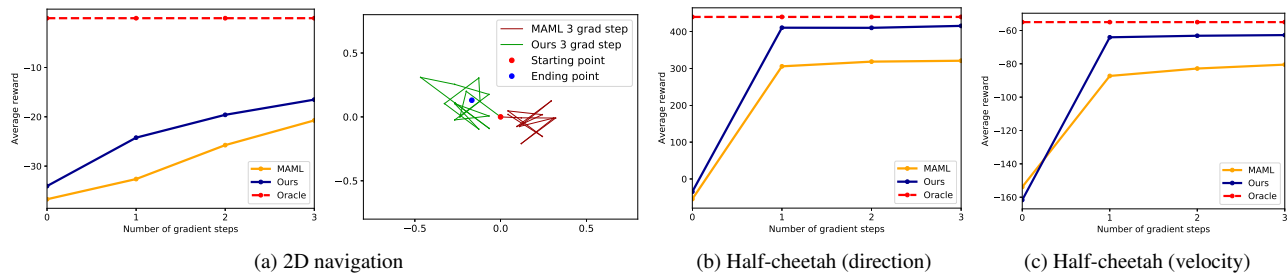 −10
−20
−30
Average reward
0
1
2
3
Number of gradient steps
MAML
Ours
Oracle
0.5
0.0
−0.5
−0.5
0.0
0.5
MAML 3 grad step
Ours 3 grad step
Starting point
Ending point
400
300
200
100
0
Average reward
0
1
2
3
Number of gradient steps
MAML
Ours
Oracle
−60
−80
−100
−120
−140
−160
Average reward
0
1
2
3
Number of gradient steps
MAML
Ours
Oracle
(a) 2D navigation
(b) Half-cheetah (direction)
(c) Half-cheetah (velocity)